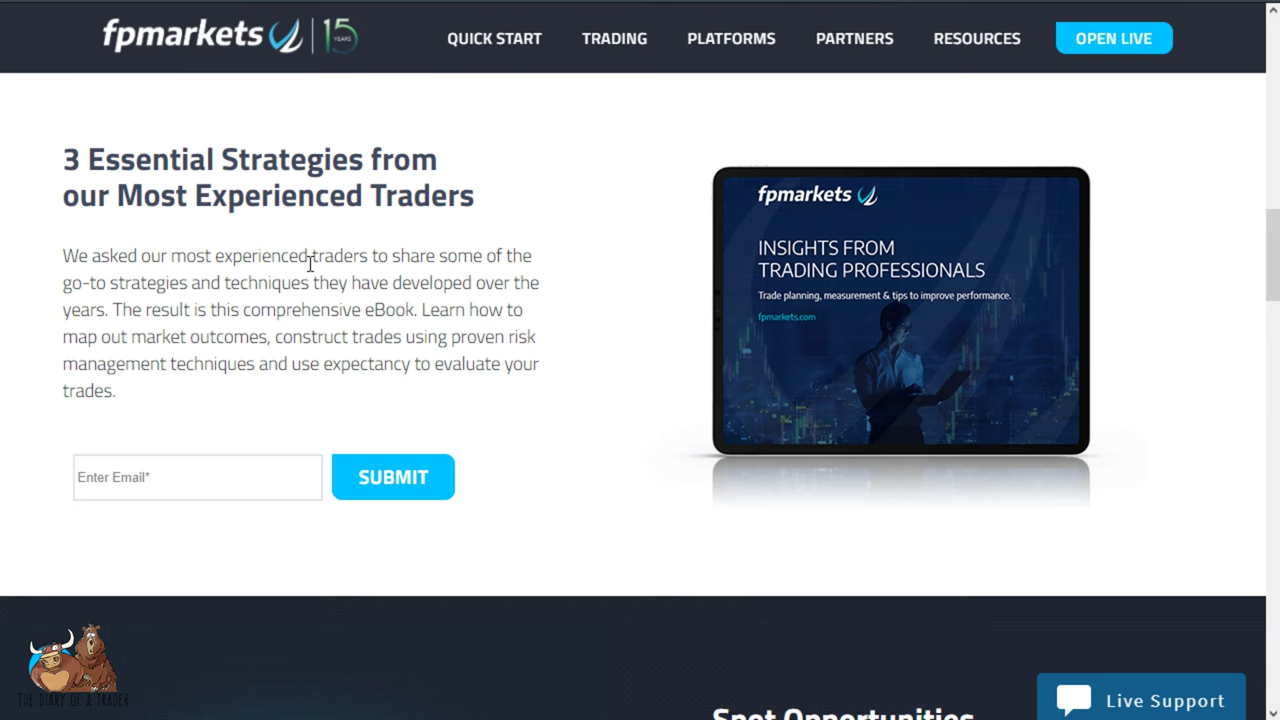 fpmarkets 15 YEARS
QUICK START TRADING PLATFORMS PARTNERS RESOURCES OPEN LIVE
3 Essential Strategies from
our Most Experienced Traders
We asked our most experienced traders to share some of the
go-to strategies and techniques they have developed over the
years. The result is this comprehensive eBook. Learn how to
map out market outcomes, construct trades using proven risk
management techniques and use expectancy to evaluate your
trades.
Enter Email*
SUBMIT
fpmarkets
INSIGHTS FROM
TRADING PROFESSIONALS
Trade planning, measurement & tips to improve performance.
fpmarkets.com
THE DIARY OF A TRADER
Spot Opportunities
Live Support